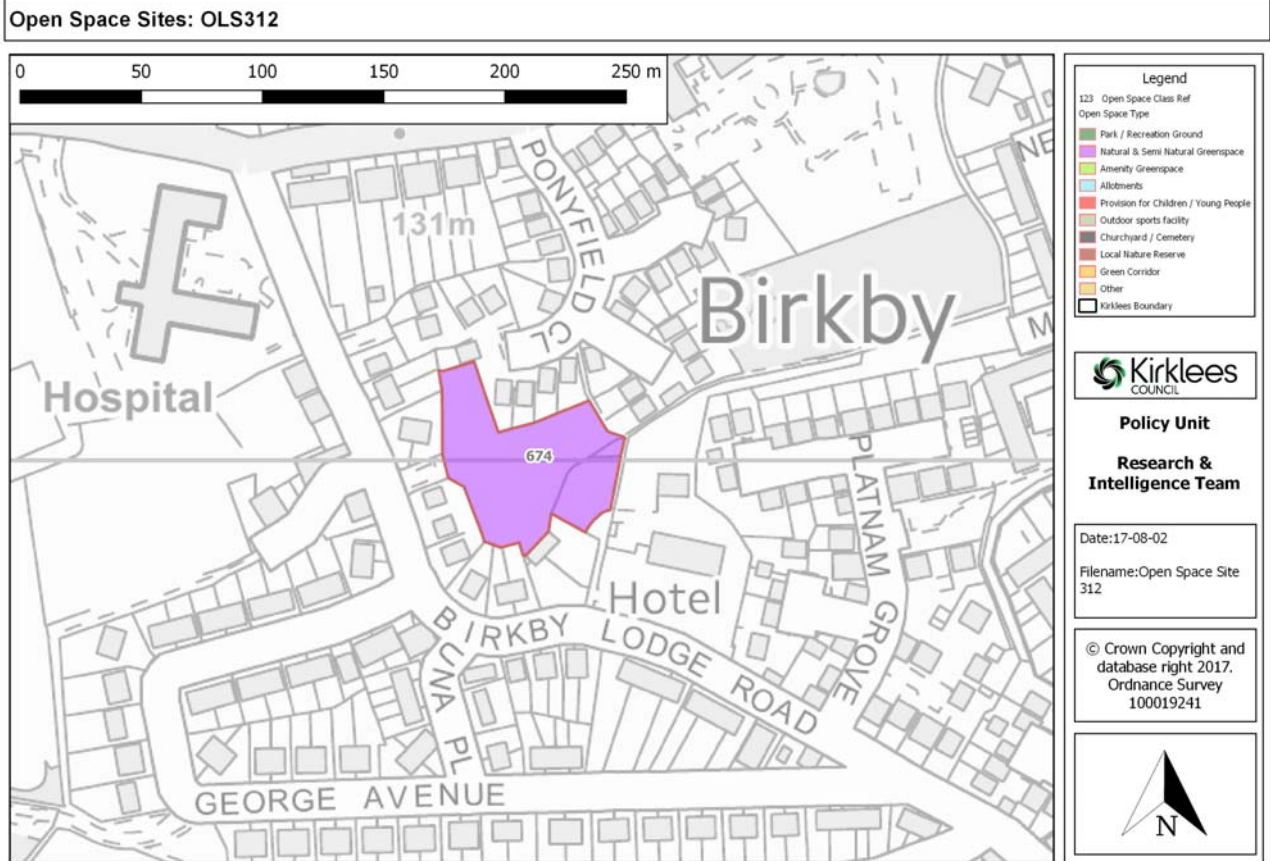 Open Space Sites: OLS312
0 50 100 150 200 250 m
PONYFIELD CL
131m
NE
Birkby
M
Hospital
674
PLATNAM GROVE
Hotel
BIRKBY LODGE ROAD
UNA PL
GEORGE AVENUE
Legend
123 Open Space Class Ref
Open Space Type
Park / Recreation Ground
Natural & Semi Natural Greenspace
Amenity Greenspace
Allotments
Provision for Children / Young People
Outdoor sports facility
Churchyard / Cemetery
Local Nature Reserve
Green Corridor
Other
Kirklees Boundary
Kirklees
COUNCIL
Policy Unit
Research &
Intelligence Team
Date:17-08-02
Filename:Open Space Site
312
© Crown Copyright and
database right 2017.
Ordnance Survey
100019241
N